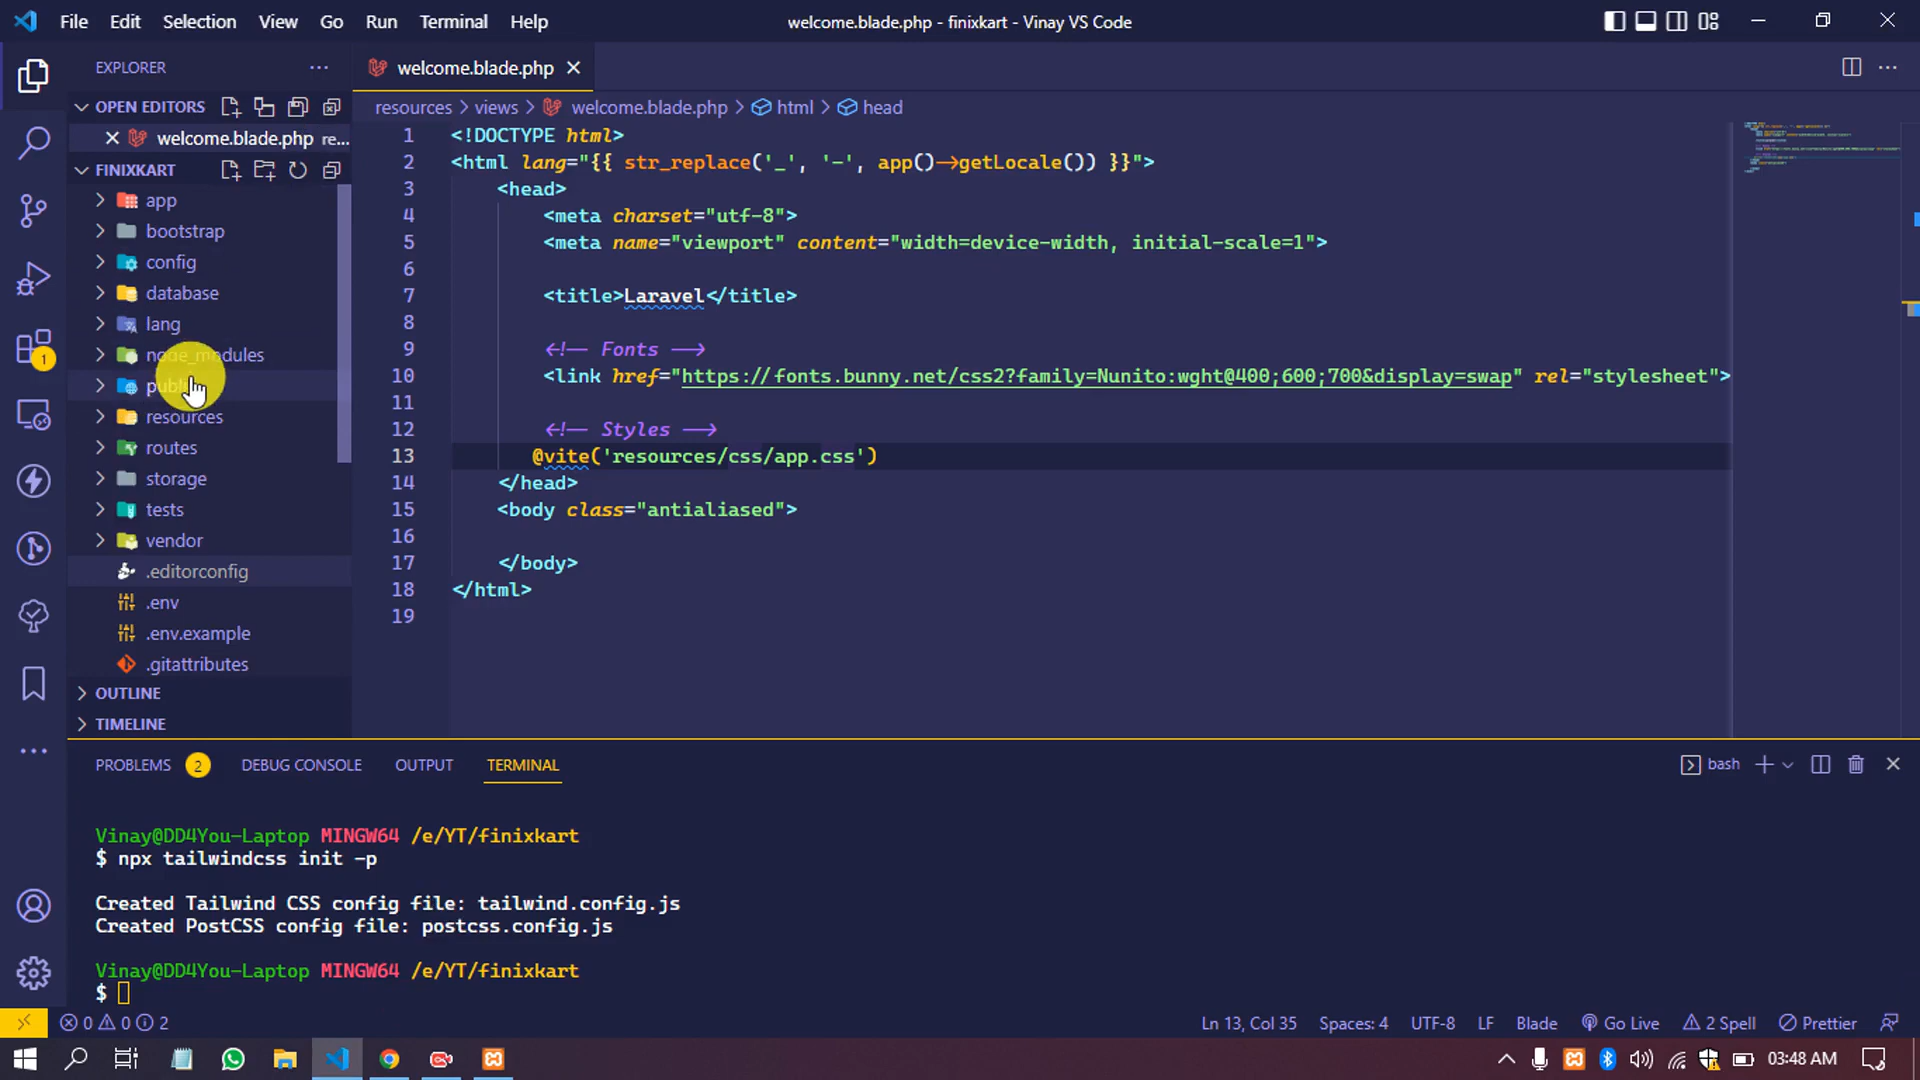 File Edit Selection View Go Run Terminal Help
welcome.blade.php - finixkart - Vinay VS Code
EXPLORER
welcome.blade.php
OPEN EDITORS
welcome.blade.php re...
FINIXKART
app
bootstrap
config
database
lang
node_modules
resources
routes
storage
tests
vendor
.editorconfig
.env
.env.example
.gitattributes
OUTLINE
TIMELINE
resources > views > welcome.blade.php > html > head
1 <!DOCTYPE html>
2 <html lang="{{ str_replace('_', '-', app()->getLocale()) }}">
3 <head>
4 <meta charset="utf-8">
5 <meta name="viewport" content="width=device-width, initial-scale=1">
6
7 <title>Laravel</title>
8
9 <!-- Fonts -->
10 <link href="https://fonts.bunny.net/css2?family=Nunito:wght@400;600;700&display=swap" rel="stylesheet">
11
12 <!-- Styles -->
13 @vite('resources/css/app.css')
14 </head>
15 <body class="antialiased">
16
17 </body>
18 </html>
19
1
PROBLEMS 2 DEBUG CONSOLE OUTPUT TERMINAL
bash
Vinay@DD4You-Laptop MINGW64 /e/YT/finixkart
$ npx tailwindcss init -p
Created Tailwind CSS config file: tailwind.config.js
Created PostCSS config file: postcss.config.js
Vinay@DD4You-Laptop MINGW64 /e/YT/finixkart
$
0 0 2
Ln 13, Col 35 Spaces: 4 UTF-8 LF Blade Go Live 2 Spell Prettier
03:48 AM